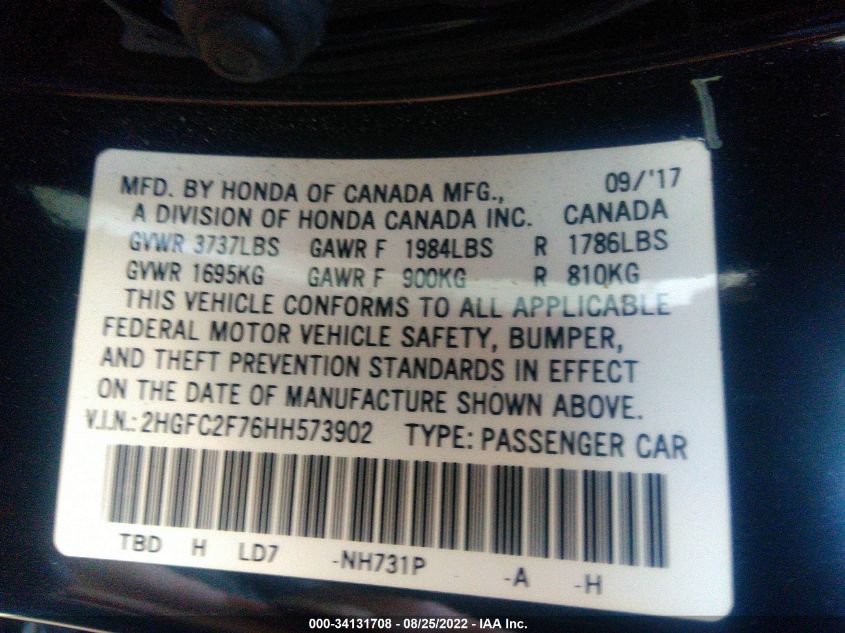 MFD. BY HONDA OF CANADA MFG., 09/'17
A DIVISION OF HONDA CANADA INC. CANADA
GVWR 3737LBS GAWR F 1984LBS R 1786LBS
GVWR 1695KG GAWR F 900KG R 810KG
THIS VEHICLE CONFORMS TO ALL APPLICABLE
FEDERAL MOTOR VEHICLE SAFETY, BUMPER,
AND THEFT PREVENTION STANDARDS IN EFFECT
ON THE DATE OF MANUFACTURE SHOWN ABOVE.
V.I.N.: 2HGFC2F76HH573902 TYPE: PASSENGER CAR
TBD H LD7 -NH731P -A -H
000-34131708 - 08/25/2022 - IAA Inc.